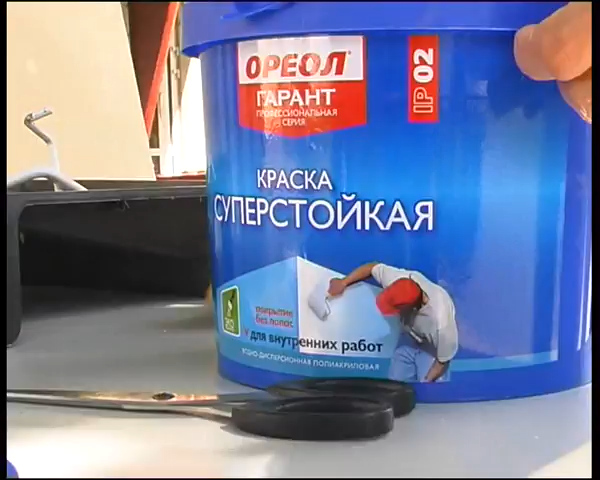 ОРЕОЛ
ГАРАНТ
ПРОФЕССИОНАЛЬНАЯ
СЕРИЯ
IP 02
КРАСКА
СУПЕРСТОЙКАЯ
покрытие
без полос
для внутренних работ
ВОДНО-ДИСПЕРСИОННАЯ ПОЛИАКРИЛОВАЯ